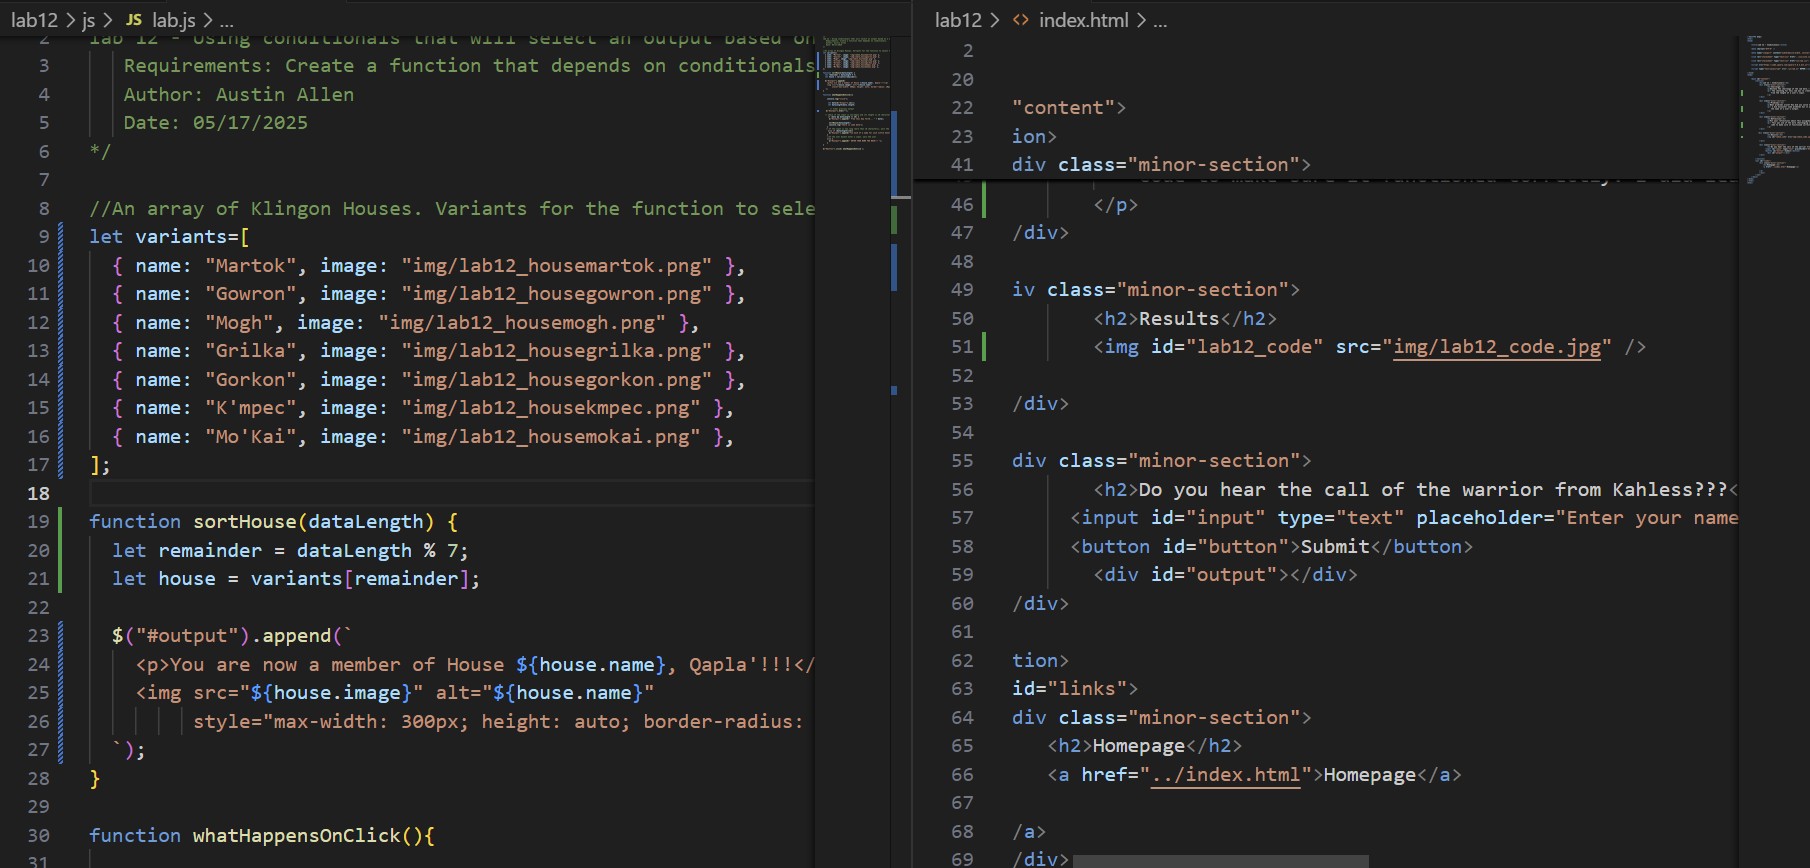 lab12 > js > JS lab.js > ...
2 lab 12 - Using conditionals that will select an output based on
3 Requirements: Create a function that depends on conditionals
4 Author: Austin Allen
5 Date: 05/17/2025
6 */
7
8 //An array of Klingon Houses. Variants for the function to sele
9 let variants=[
10 { name: "Martok", image: "img/lab12_housemartok.png" },
11 { name: "Gowron", image: "img/lab12_housegowron.png" },
12 { name: "Mogh", image: "img/lab12_housemogh.png" },
13 { name: "Grilka", image: "img/lab12_housegrilka.png" },
14 { name: "Gorkon", image: "img/lab12_housegorkon.png" },
15 { name: "K'mpec", image: "img/lab12_housekmpec.png" },
16 { name: "Mo'Kai", image: "img/lab12_housemokai.png" },
17 ];
18
19 function sortHouse(dataLength) {
20 let remainder = dataLength % 7;
21 let house = variants[remainder];
22
23 $("#output").append(`
24 <p>You are now a member of House ${house.name}, Qapla'!!!</
25 <img src="${house.image}" alt="${house.name}"
26 style="max-width: 300px; height: auto; border-radius:
27 `);
28 }
29
30 function whatHappensOnClick(){
31
lab12 > <> index.html > ...
2
20
22 "content">
23 ion>
41 div class="minor-section">
46 </p>
47 /div>
48
49 iv class="minor-section">
50 <h2>Results</h2>
51 <img id="lab12_code" src="img/lab12_code.jpg" />
52
53 /div>
54
55 div class="minor-section">
56 <h2>Do you hear the call of the warrior from Kahless???<
57 <input id="input" type="text" placeholder="Enter your name
58 <button id="button">Submit</button>
59 <div id="output"></div>
60 /div>
61
62 tion>
63 id="links">
64 div class="minor-section">
65 <h2>Homepage</h2>
66 <a href="../index.html">Homepage</a>
67
68 /a>
69 /div>